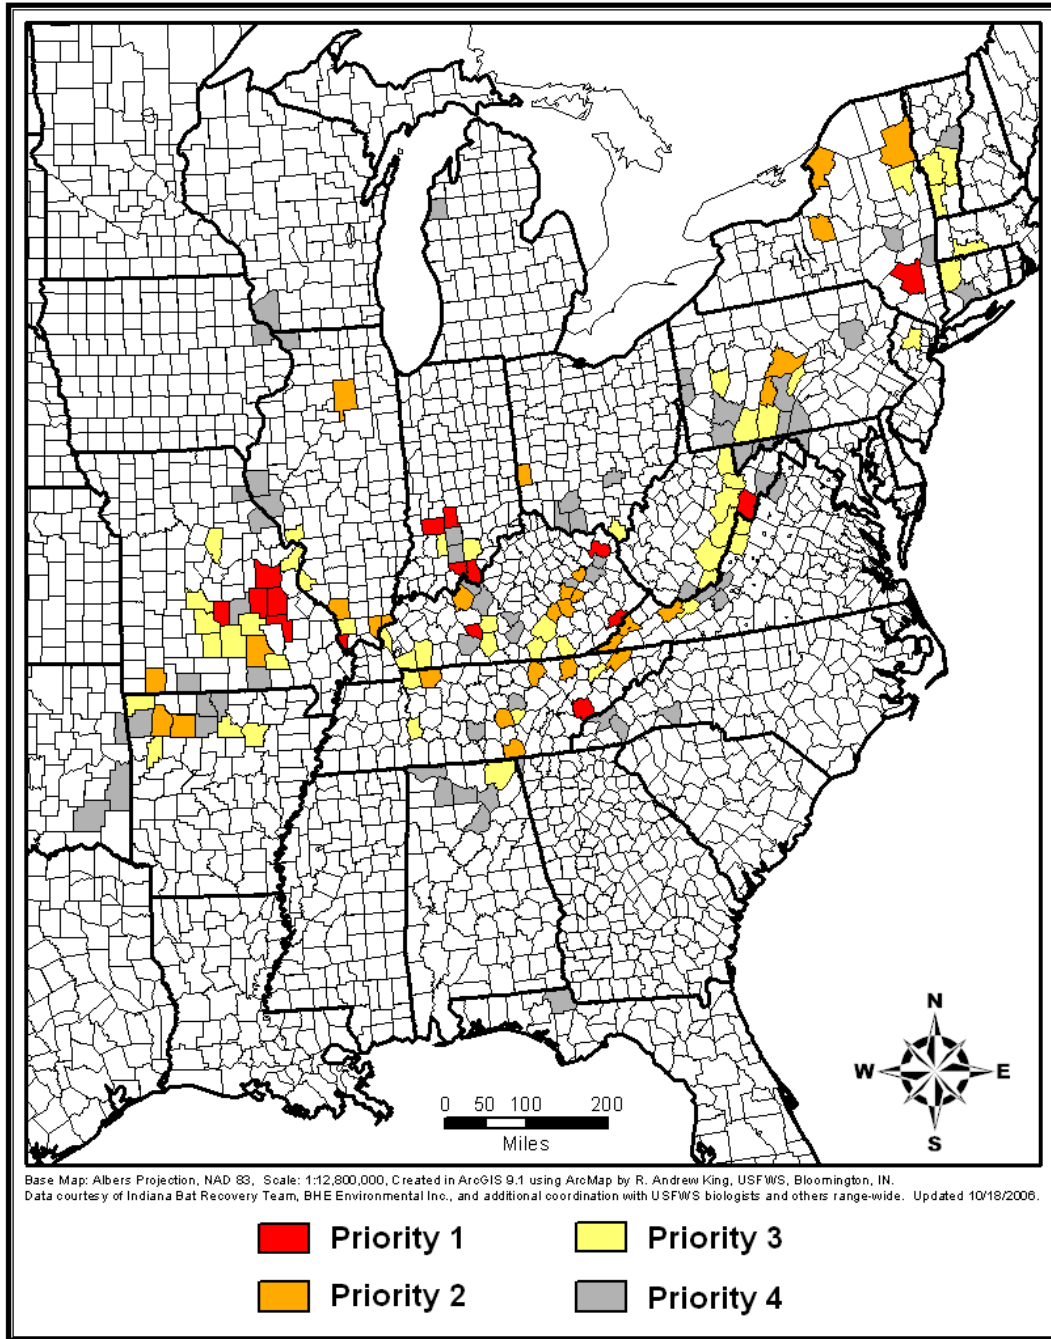 N
W E
S
0 50 100 200
Miles
Base Map: Albers Projection, NAD 83, Scale: 1:12,800,000, Created in ArcGIS 9.1 using ArcMap by R. Andrew King, USFWS, Bloomington, IN.
Data courtesy of Indiana Bat Recovery Team, BHE Environmental Inc., and additional coordination with USFWS biologists and others range-wide. Updated 10/18/2006.
Priority 1 Priority 3
Priority 2 Priority 4